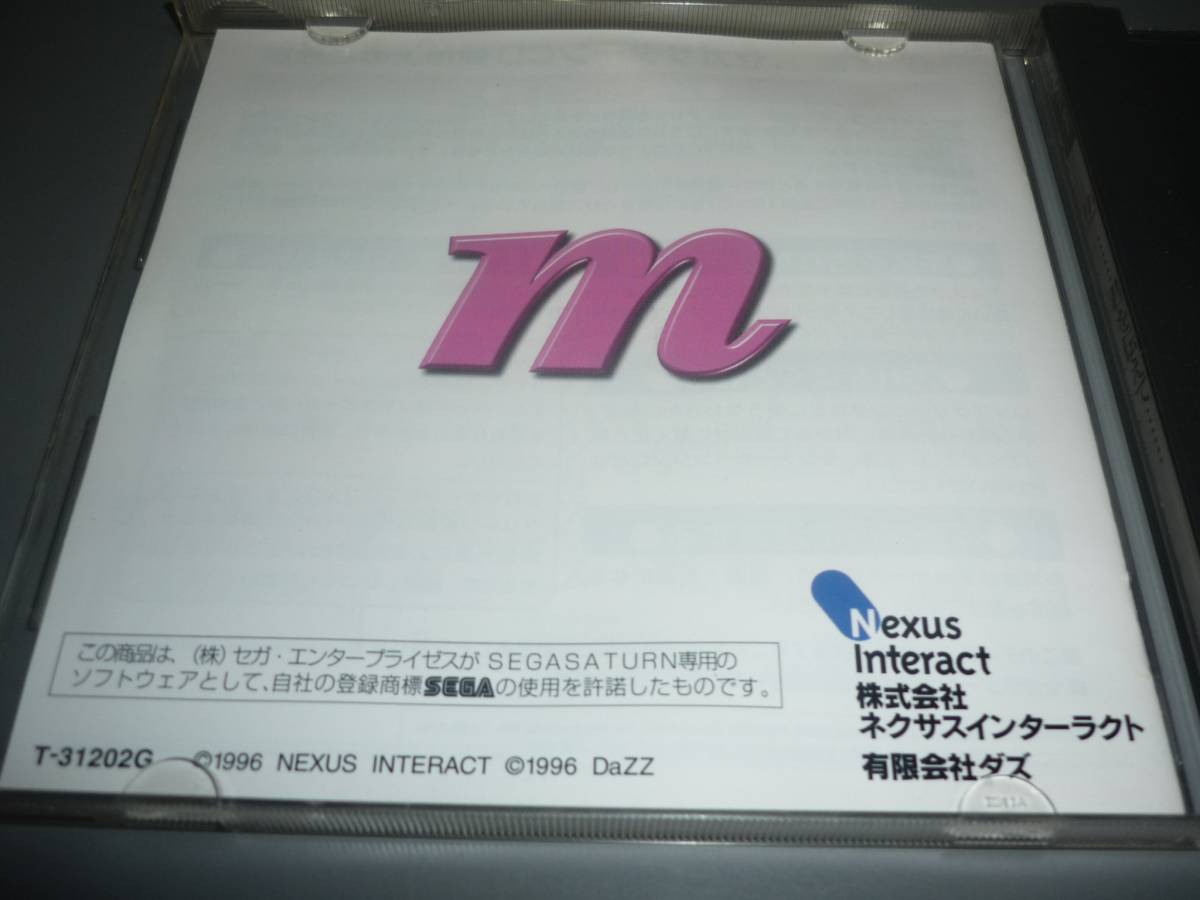 m
この商品は、(株)セガ・エンタープライゼスがSEGASATURN専用の
ソフトウェアとして、自社の登録商標SEGAの使用を許諾したものです。
T-31202G ©1996 NEXUS INTERACT ©1996 DaZZ
Nexus
Interact
株式会社
ネクサスインターラクト
有限会社ダズ